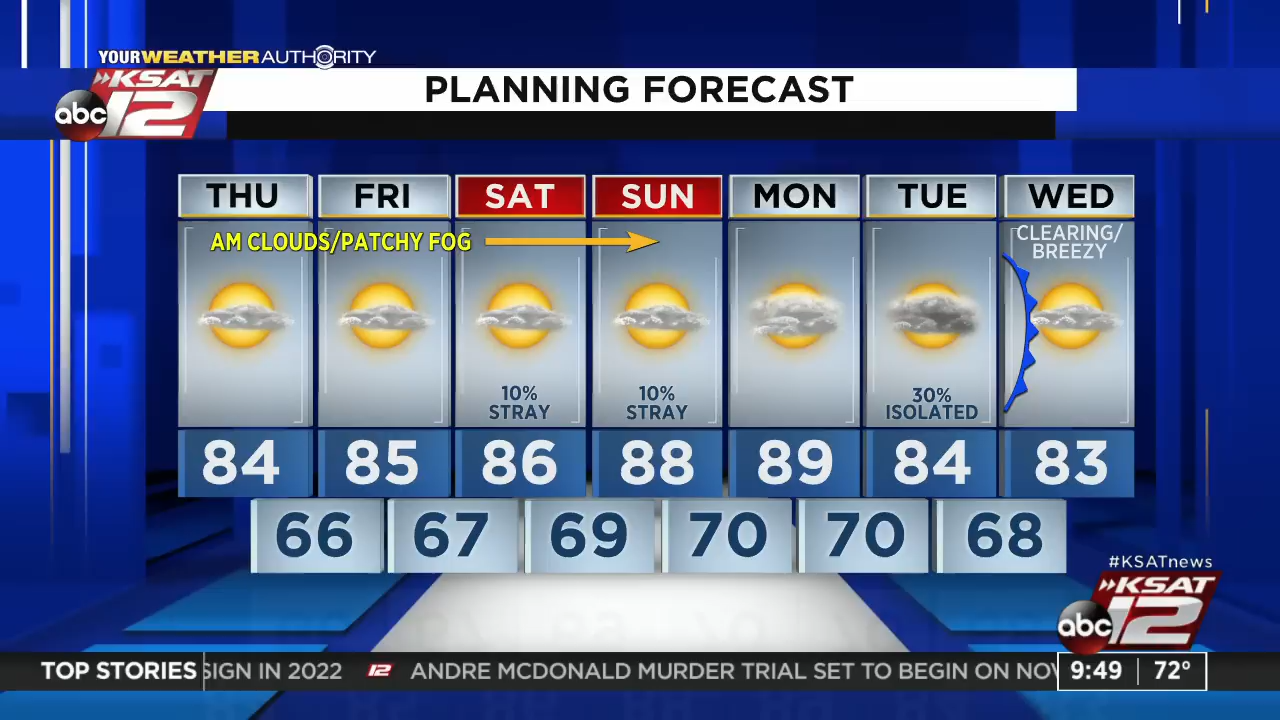 YOURWEATHERAUTHORITY
KSAT
abc 12
PLANNING FORECAST
THU FRI SAT SUN MON TUE WED
AM CLOUDS/PATCHY FOG
CLEARING/
BREEZY
10%
STRAY
10%
STRAY
30%
ISOLATED
84 85 86 88 89 84 83
66 67 69 70 70 68
#KSATnews
KSAT
abc 12
TOP STORIES SIGN IN 2022 12 ANDRE MCDONALD MURDER TRIAL SET TO BEGIN ON NOV 9:49 72°